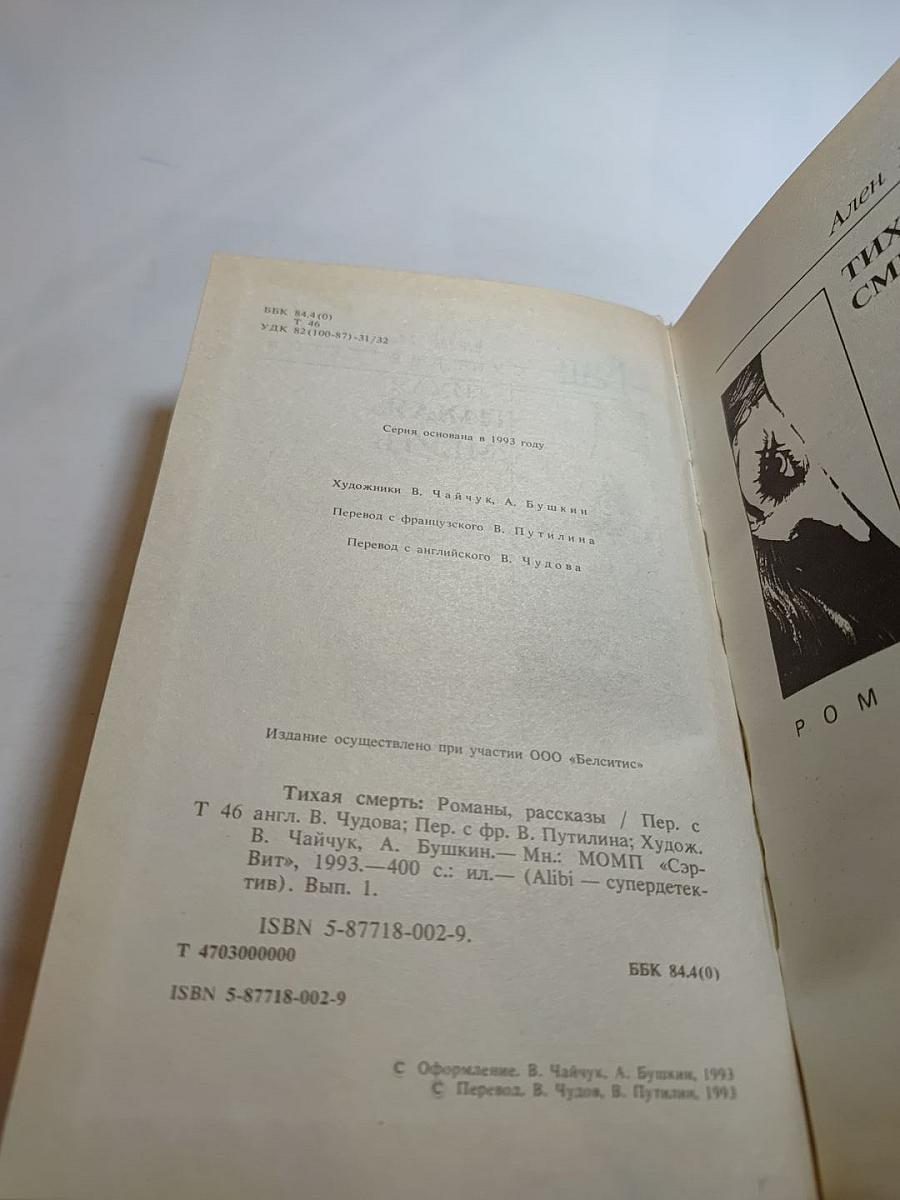 ББК 84.4(0)
Т 46
УДК 82(100-87)-31/32
Серия основана в 1993 году
Художники В. Чайчук, А. Бушкин
Перевод с французского В. Путилина
Перевод с английского В. Чудова
Издание осуществлено при участии ООО «Белситис»
Тихая смерть: Романы, рассказы / Пер. с
Т 46 англ. В. Чудова; Пер. с фр. В. Путилина; Худож.
В. Чайчук, А. Бушкин.— Мн.: МОМП «Сэр-
Вит», 1993.—400 с.: ил.— (Alibi — супердетек-
тив). Вып. 1.
ISBN 5-87718-002-9.
Т 4703000000
ББК 84.4(0)
ISBN 5-87718-002-9
© Оформление. В. Чайчук, А. Бушкин, 1993
© Перевод. В. Чудов, В. Путилин, 1993
Ален
ТИХ
СМ
РОМ